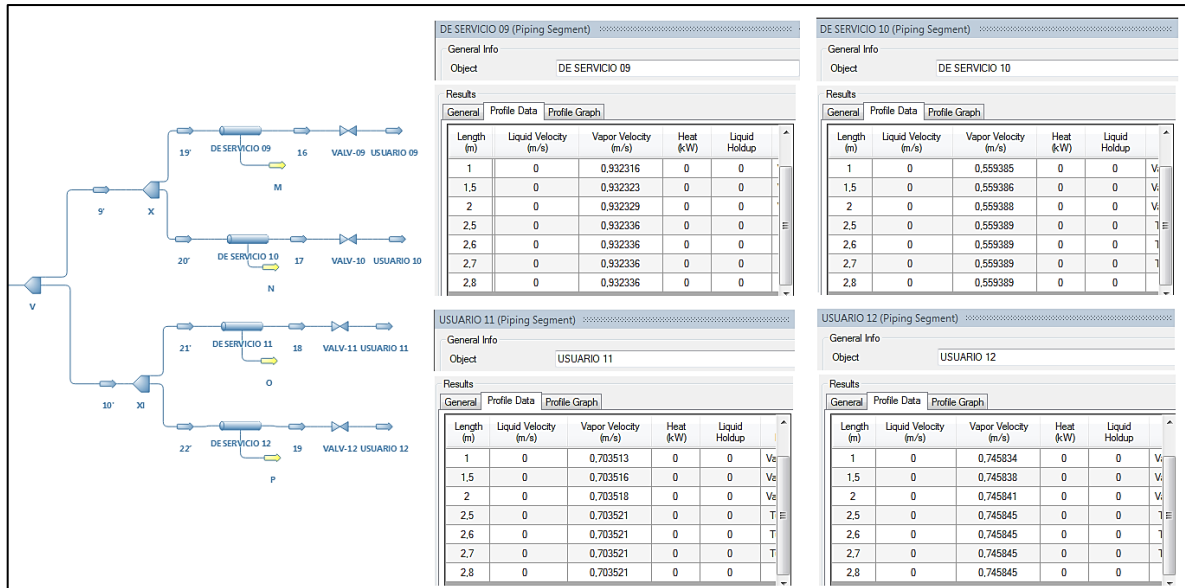 19'
DE SERVICIO 09
16
VALV-09
USUARIO 09
M
9'
X
20'
DE SERVICIO 10
17
VALV-10
USUARIO 10
N
V
21'
DE SERVICIO 11
18
VALV-11
USUARIO 11
O
10'
XI
22'
DE SERVICIO 12
19
VALV-12
USUARIO 12
P
DE SERVICIO 09 (Piping Segment)
General Info
Object DE SERVICIO 09
Results
General Profile Data Profile Graph
Length (m) Liquid Velocity (m/s) Vapor Velocity (m/s) Heat (kW) Liquid Holdup
1 0 0,932316 0 0
1,5 0 0,932323 0 0
2 0 0,932329 0 0
2,5 0 0,932336 0 0
2,6 0 0,932336 0 0
2,7 0 0,932336 0 0
2,8 0 0,932336 0 0
DE SERVICIO 10 (Piping Segment)
General Info
Object DE SERVICIO 10
Results
General Profile Data Profile Graph
Length (m) Liquid Velocity (m/s) Vapor Velocity (m/s) Heat (kW) Liquid Holdup
1 0 0,559385 0 0
1,5 0 0,559386 0 0
2 0 0,559388 0 0
2,5 0 0,559389 0 0
2,6 0 0,559389 0 0
2,7 0 0,559389 0 0
2,8 0 0,559389 0 0
USUARIO 11 (Piping Segment)
General Info
Object USUARIO 11
Results
General Profile Data Profile Graph
Length (m) Liquid Velocity (m/s) Vapor Velocity (m/s) Heat (kW) Liquid Holdup
1 0 0,703513 0 0 Va
1,5 0 0,703516 0 0 Va
2 0 0,703518 0 0 Va
2,5 0 0,703521 0 0 T
2,6 0 0,703521 0 0 T
2,7 0 0,703521 0 0 T
2,8 0 0,703521 0 0
USUARIO 12 (Piping Segment)
General Info
Object USUARIO 12
Results
General Profile Data Profile Graph
Length (m) Liquid Velocity (m/s) Vapor Velocity (m/s) Heat (kW) Liquid Holdup
1 0 0,745834 0 0
1,5 0 0,745838 0 0
2 0 0,745841 0 0
2,5 0 0,745845 0 0
2,6 0 0,745845 0 0
2,7 0 0,745845 0 0
2,8 0 0,745845 0 0